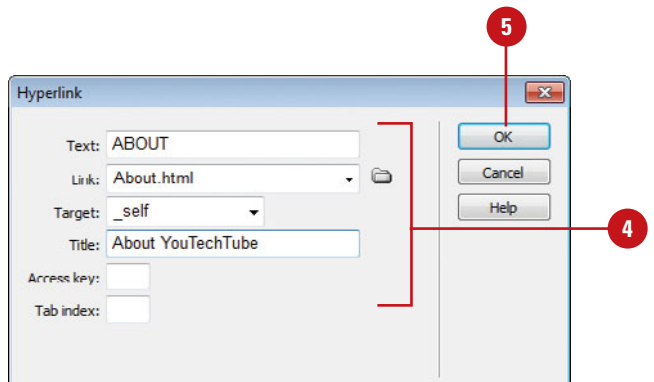 5
Hyperlink
Text: ABOUT
OK
Link: About.html
Cancel
Target: _self
Help
4
Title: About YouTechTube
Access key:
Tab index: